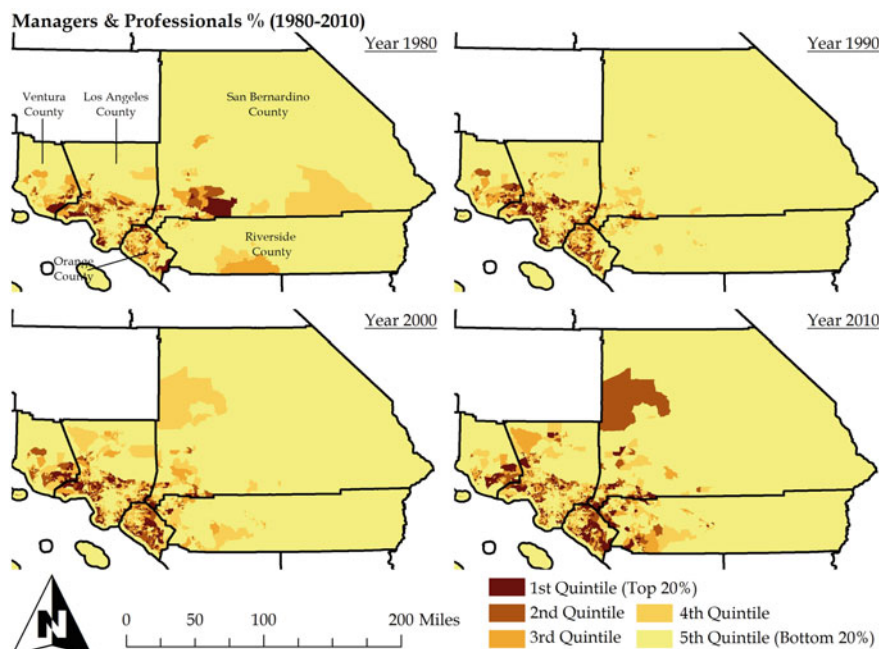 Managers & Professionals % (1980-2010)
Year 1980
Year 1990
Ventura
County
Los Angeles
County
San Bernardino
County
Riverside
County
Orange
County
Year 2000
Year 2010
N
0 50 100 200 Miles
1st Quintile (Top 20%)
2nd Quintile
4th Quintile
3rd Quintile
5th Quintile (Bottom 20%)